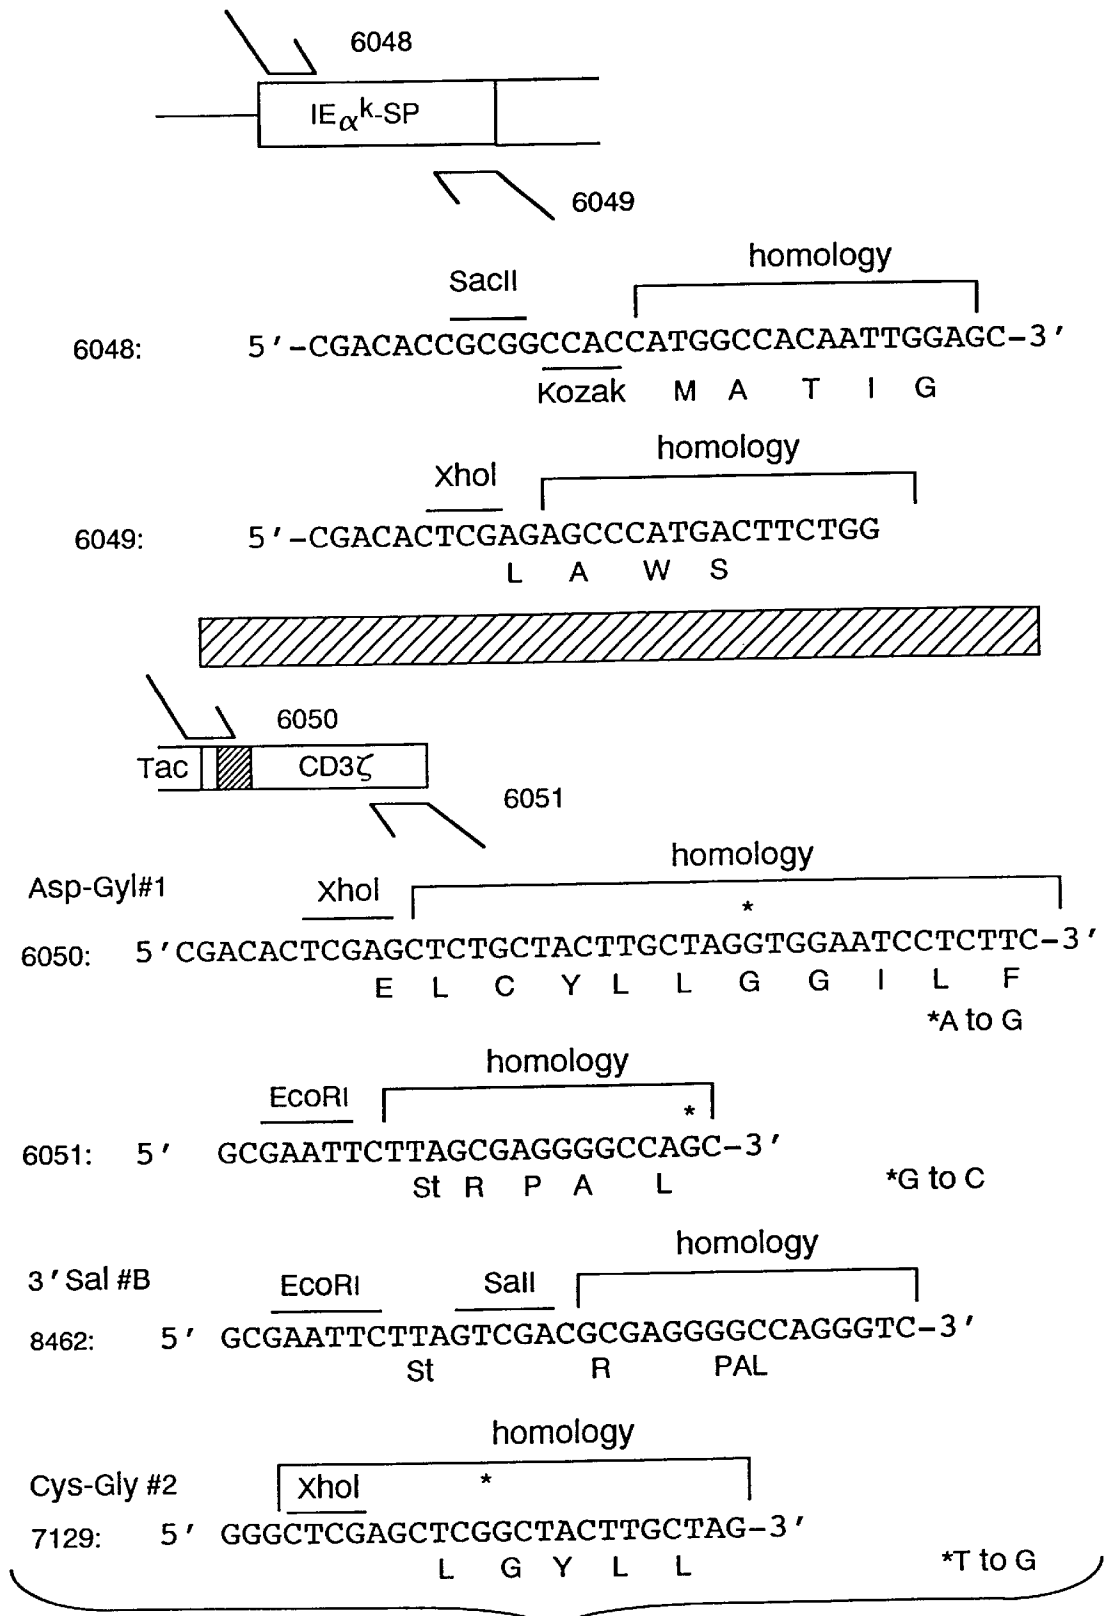 6048
IEαk-SP
6049
homology
SacII
6048: 5'-CGACACCGCGGCCACCATGGCCACAATTGGAGC-3'
Kozak M A T I G
homology
XhoI
6049: 5'-CGACACTCGAGAGCCCATGACTTCTGG
L A W S
6050
Tac CD3ζ
6051
homology
Asp-Gyl#1 XhoI
*
6050: 5'CGACACTCGAGCTCTGCTACTTGCTAGGTGGAATCCTCTTC-3'
E L C Y L L G G I L F
*A to G
homology
EcoRI
*
6051: 5' GCGAATTCTTAGCGAGGGGCCAGC-3'
St R P A L
*G to C
homology
3'Sal #B EcoRI SalI
8462: 5' GCGAATTCTTAGTCGACGCGAGGGGCCAGGGTC-3'
St R PAL
homology
Cys-Gly #2 XhoI *
7129: 5' GGGCTCGAGCTCGGCTACTTGCTAG-3'
L G Y L L
*T to G